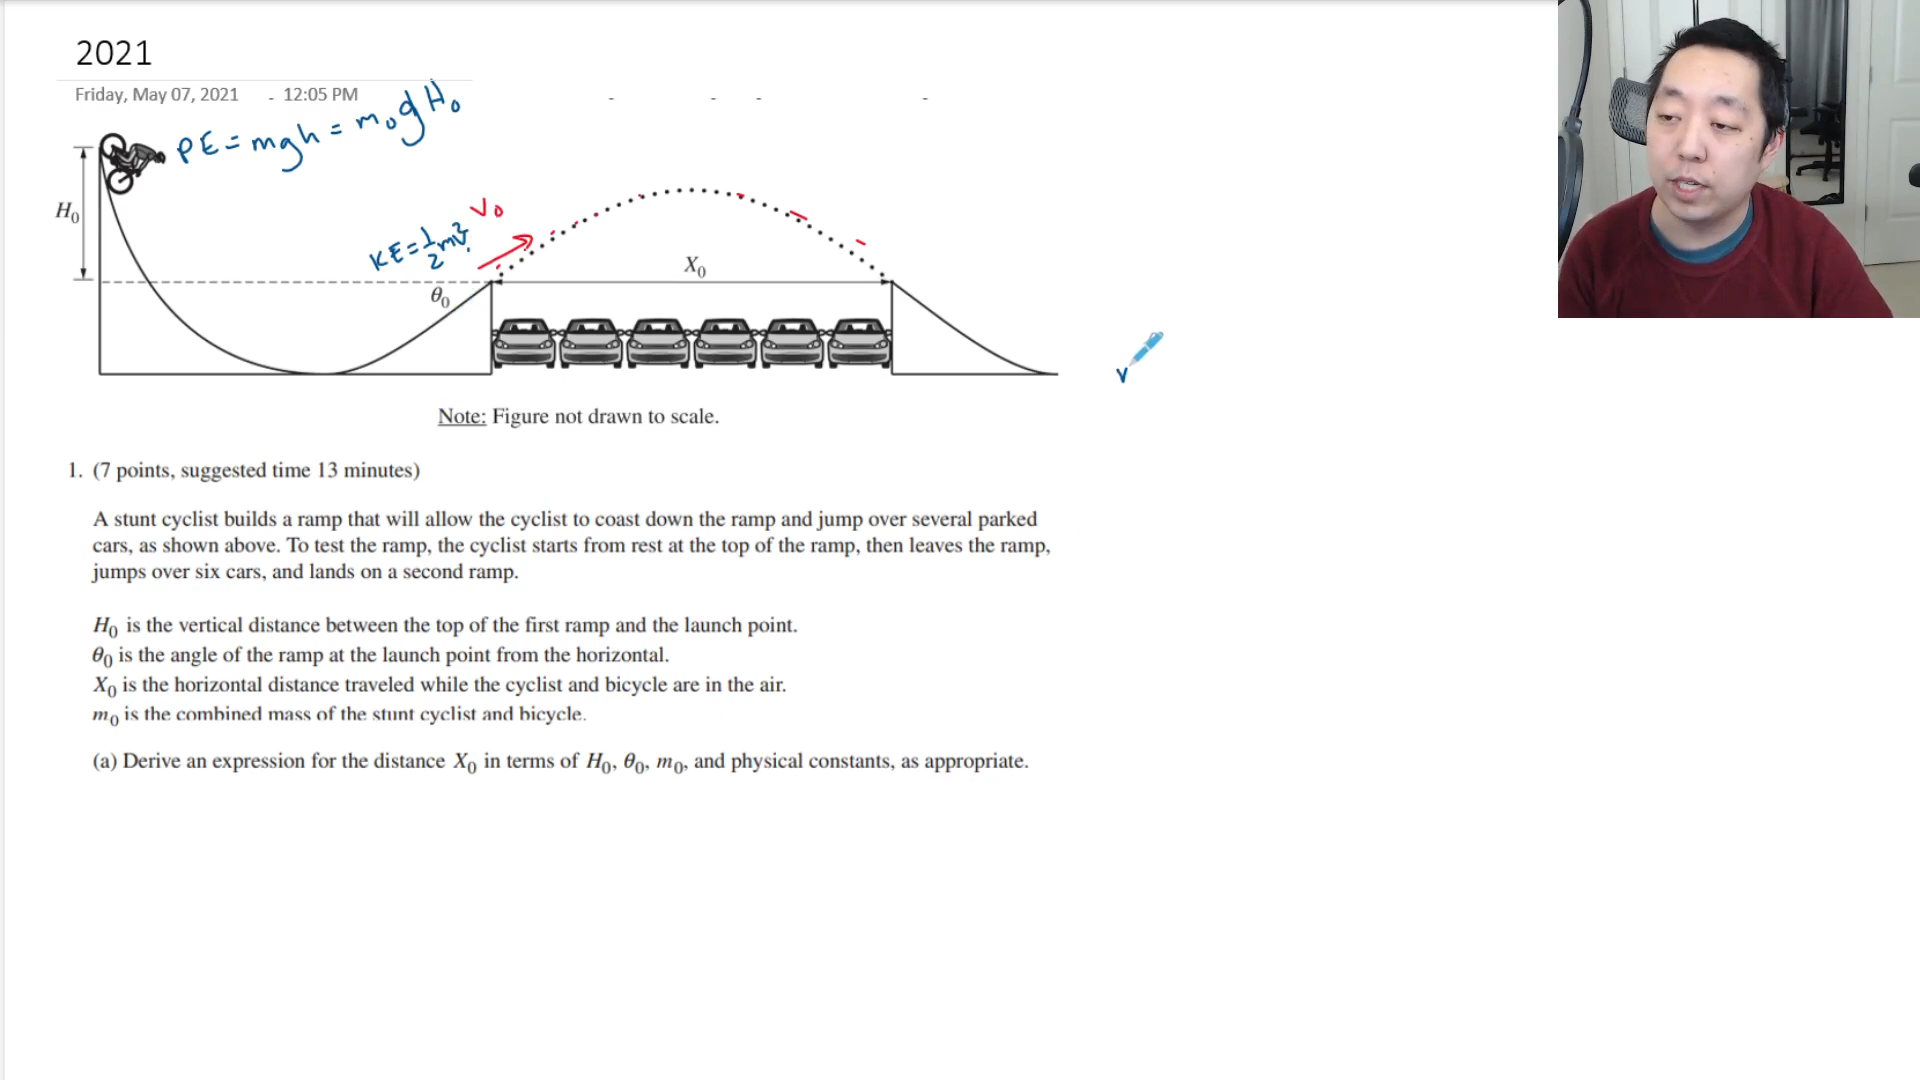 2021
Friday, May 07, 2021 12:05 PM
PE = mgh = m₀gH₀
H₀
V₀
KE = ½mv²
X₀
θ₀
v
Note: Figure not drawn to scale.
1. (7 points, suggested time 13 minutes)
A stunt cyclist builds a ramp that will allow the cyclist to coast down the ramp and jump over several parked
cars, as shown above. To test the ramp, the cyclist starts from rest at the top of the ramp, then leaves the ramp,
jumps over six cars, and lands on a second ramp.
H₀ is the vertical distance between the top of the first ramp and the launch point.
θ₀ is the angle of the ramp at the launch point from the horizontal.
X₀ is the horizontal distance traveled while the cyclist and bicycle are in the air.
m₀ is the combined mass of the stunt cyclist and bicycle.
(a) Derive an expression for the distance X₀ in terms of H₀, θ₀, m₀, and physical constants, as appropriate.